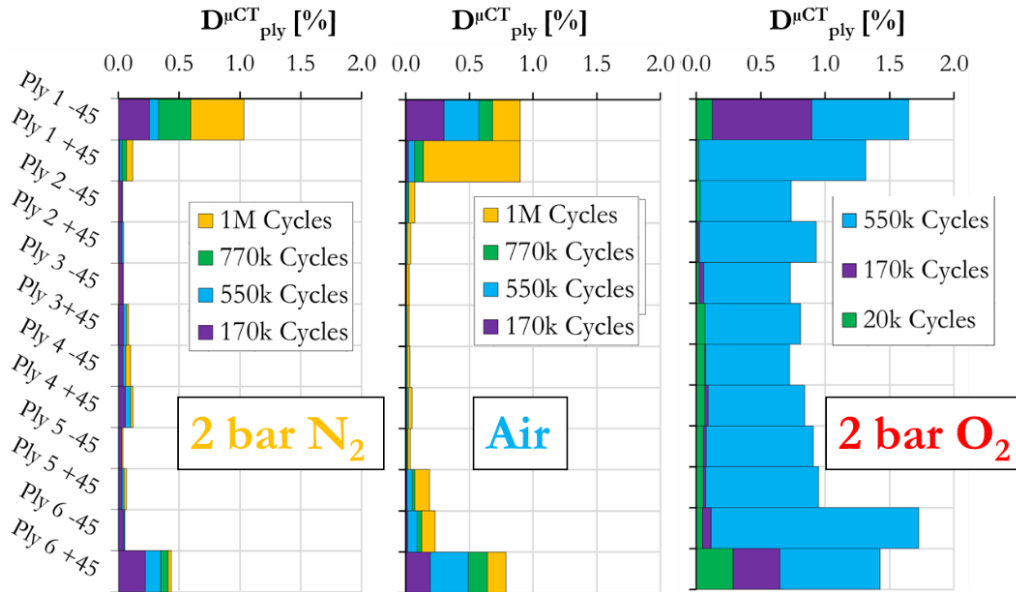 D^µCT_ply [%]
D^µCT_ply [%]
D^µCT_ply [%]
0.0 0.5 1.0 1.5 2.0
0.0 0.5 1.0 1.5 2.0
0.0 0.5 1.0 1.5 2.0
Ply 1 -45
Ply 1 +45
Ply 2 -45
Ply 2 +45
Ply 3 -45
Ply 3+45
Ply 4 -45
Ply 4 +45
Ply 5 -45
Ply 5 +45
Ply 6 -45
Ply 6 +45
1M Cycles
770k Cycles
550k Cycles
170k Cycles
1M Cycles
770k Cycles
550k Cycles
170k Cycles
550k Cycles
170k Cycles
20k Cycles
2 bar N₂
Air
2 bar O₂